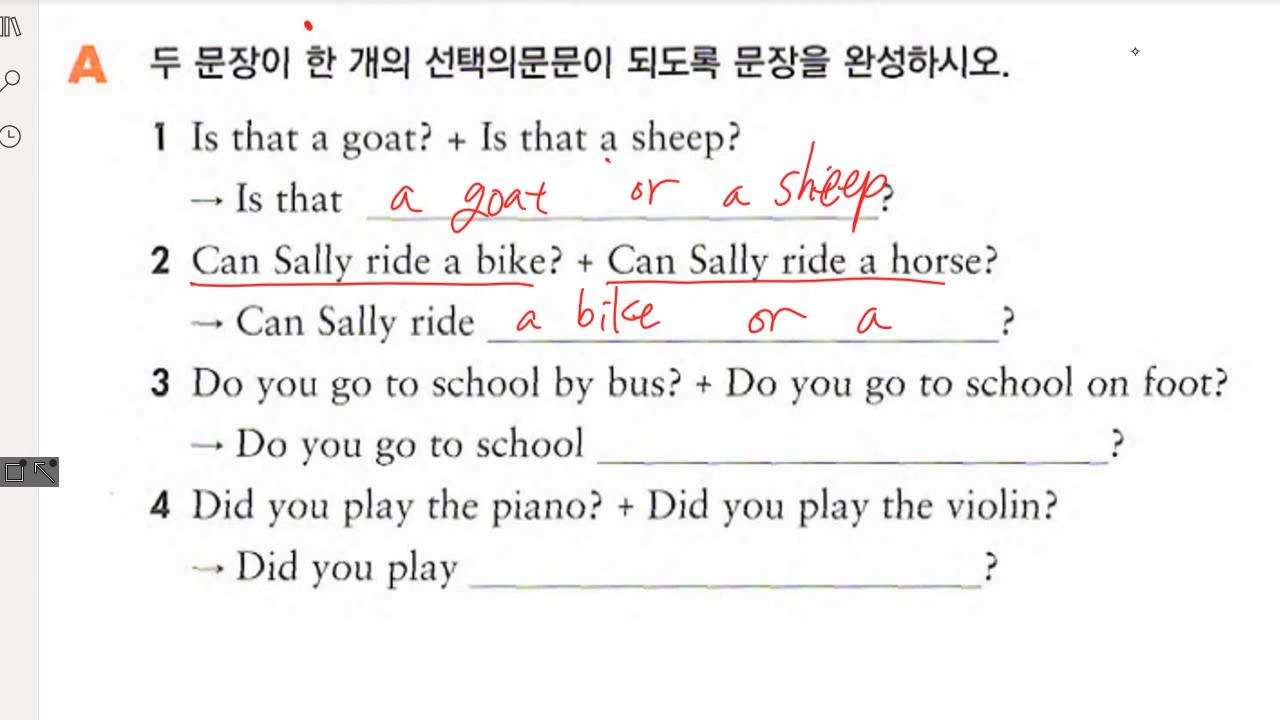 A 두 문장이 한 개의 선택의문문이 되도록 문장을 완성하시오.
1 Is that a goat? + Is that a sheep?
→ Is that a goat or a sheep?
2 Can Sally ride a bike? + Can Sally ride a horse?
→ Can Sally ride a bike or a ?
3 Do you go to school by bus? + Do you go to school on foot?
→ Do you go to school ?
4 Did you play the piano? + Did you play the violin?
→ Did you play ?